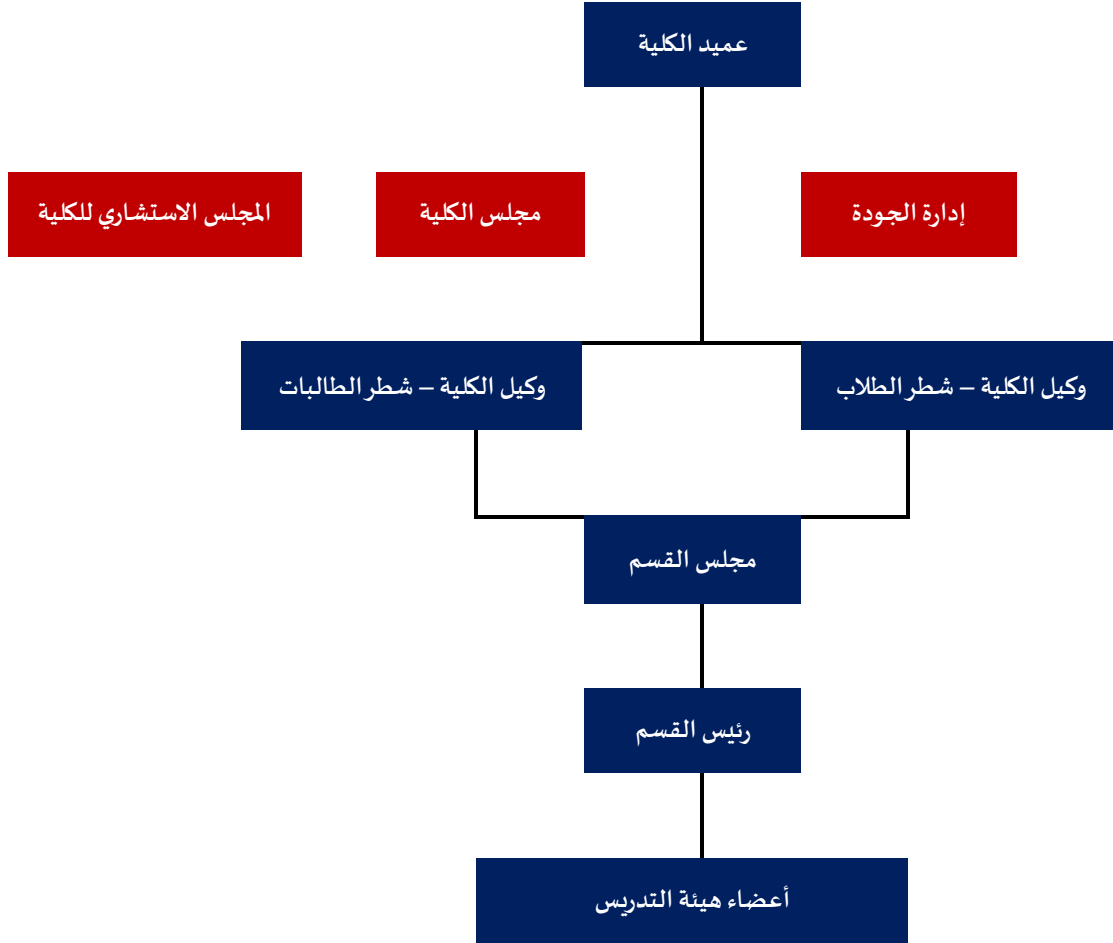 عميد الكلية
إدارة الجودة
مجلس الكلية
المجلس الاستشاري للكلية
وكيل الكلية – شطر الطلاب
وكيل الكلية – شطر الطالبات
مجلس القسم
رئيس القسم
أعضاء هيئة التدريس